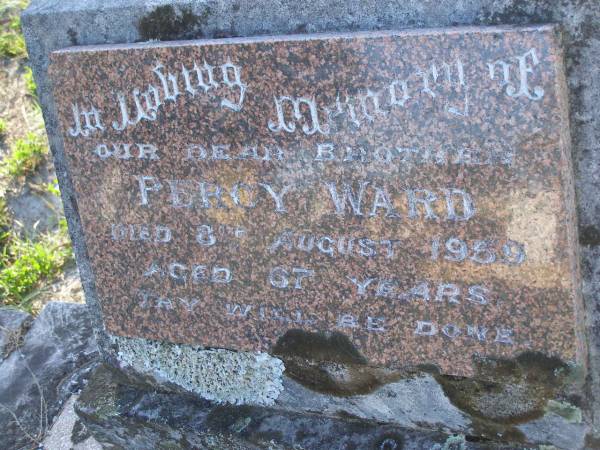 In Loving Memory of
OUR DEAR BROTHER
PERCY WARD
DIED 8TH AUGUST 1959
AGED 67 YEARS
THY WILL BE DONE